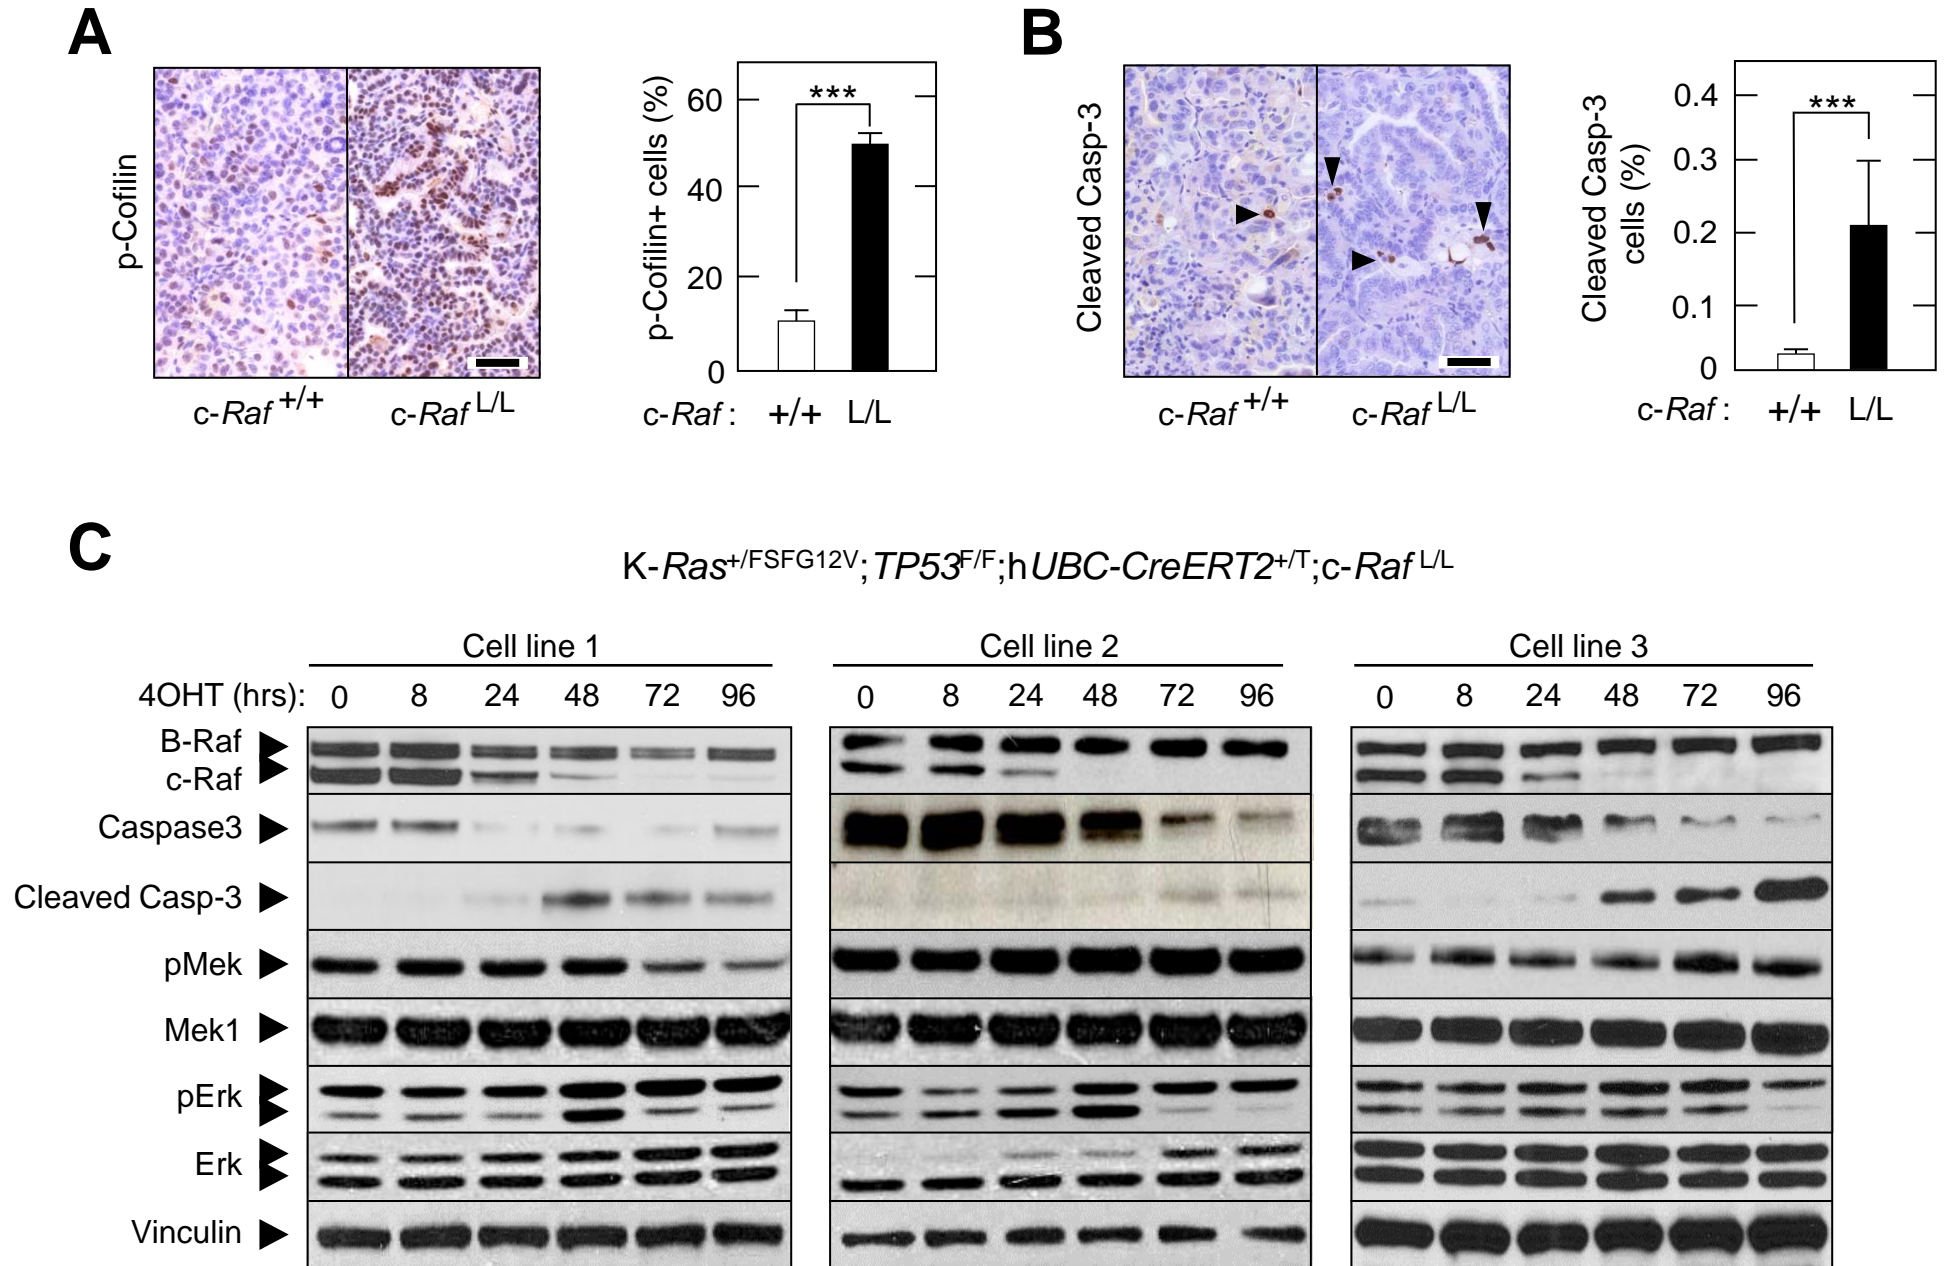 A
p-Cofilin
c-Raf +/+
c-Raf L/L
p-Cofilin+ cells (%)
60
40
20
0
***
c-Raf : +/+ L/L
B
Cleaved Casp-3
c-Raf +/+
c-Raf L/L
Cleaved Casp-3
cells (%)
0.4
0.3
0.2
0.1
0
***
c-Raf : +/+ L/L
C
K-Ras+/FSFG12V;TP53F/F;hUBC-CreERT2+/T;c-Raf L/L
Cell line 1 Cell line 2 Cell line 3
4OHT (hrs): 0 8 24 48 72 96 0 8 24 48 72 96 0 8 24 48 72 96
B-Raf
c-Raf
Caspase3
Cleaved Casp-3
pMek
Mek1
pErk
Erk
Vinculin